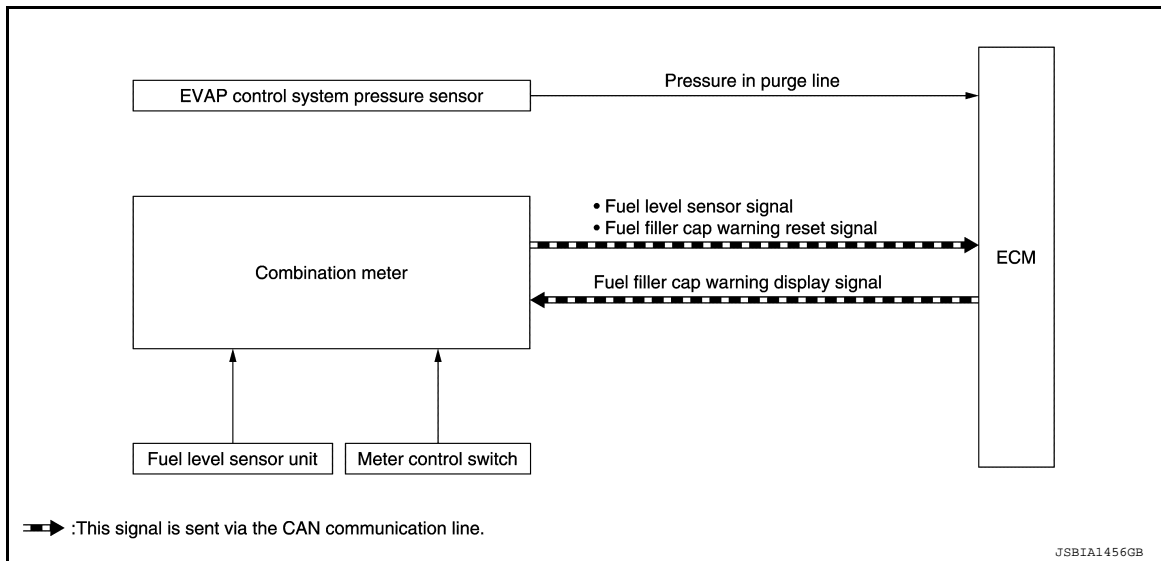 EVAP control system pressure sensor
Pressure in purge line
• Fuel level sensor signal
• Fuel filler cap warning reset signal
Combination meter
ECM
Fuel filler cap warning display signal
Fuel level sensor unit
Meter control switch
:This signal is sent via the CAN communication line.
JSBIA1456GB